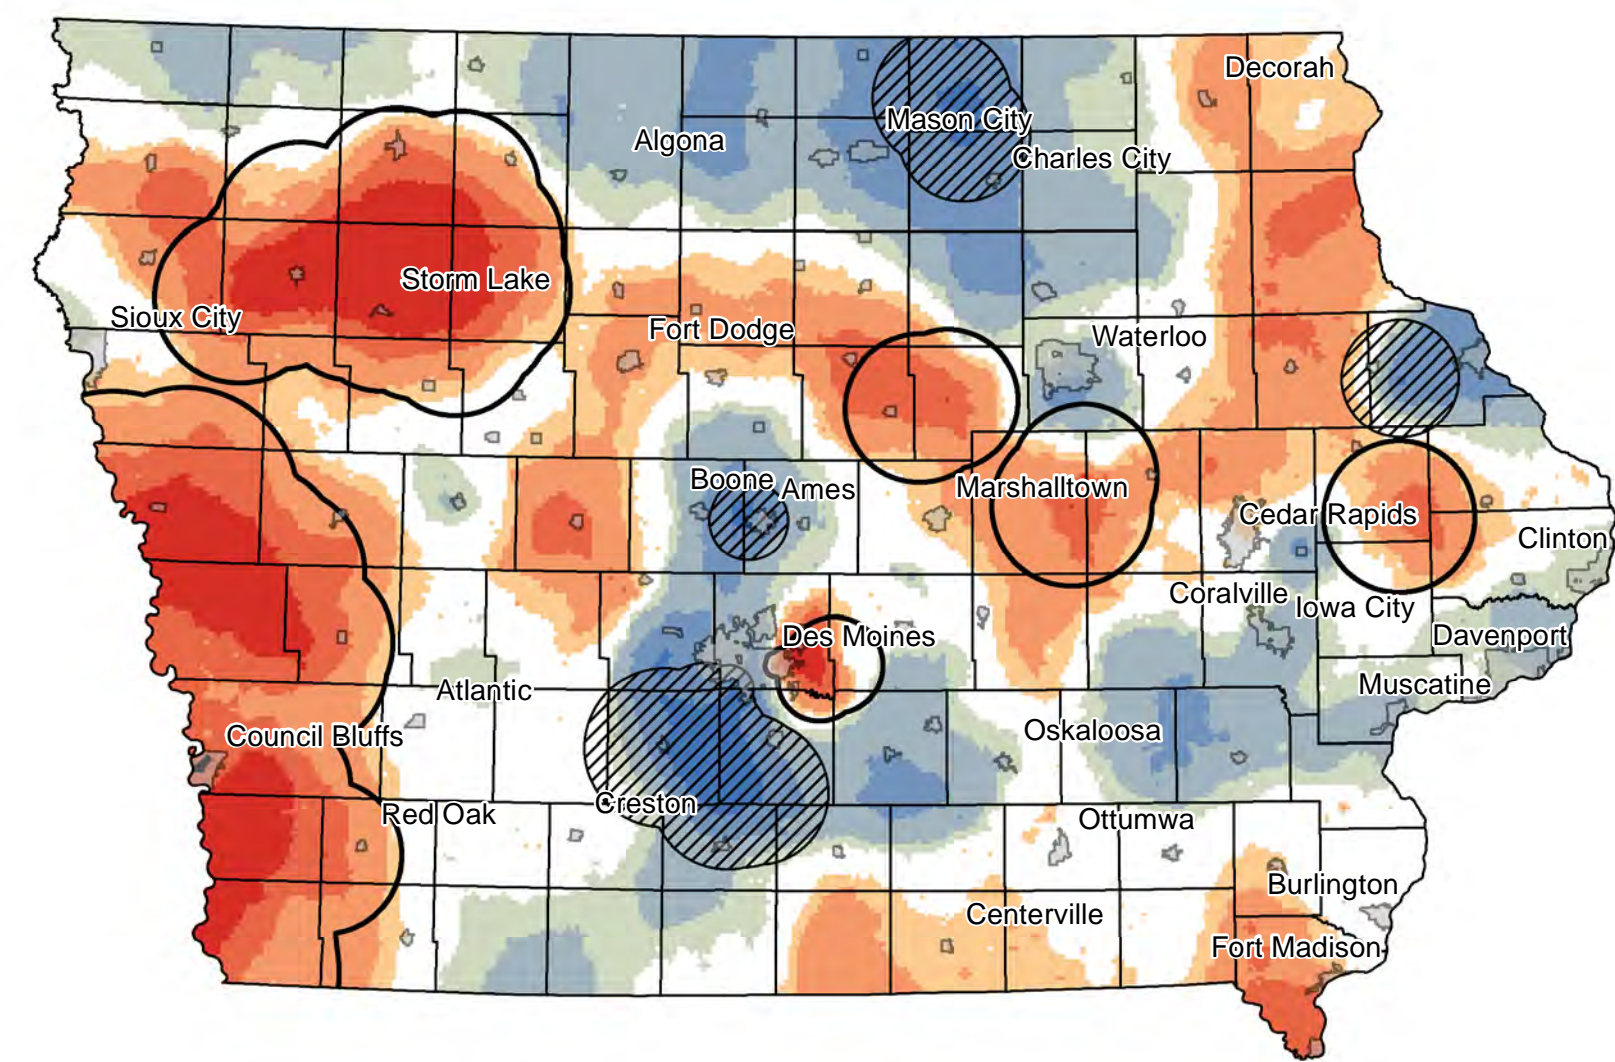 Decorah
Mason City
Algona
Charles City
Storm Lake
Sioux City
Fort Dodge
Waterloo
Boone
Ames
Marshalltown
Cedar Rapids
Clinton
Coralville
Iowa City
Des Moines
Davenport
Atlantic
Muscatine
Council Bluffs
Oskaloosa
Creston
Red Oak
Ottumwa
Burlington
Centerville
Fort Madison